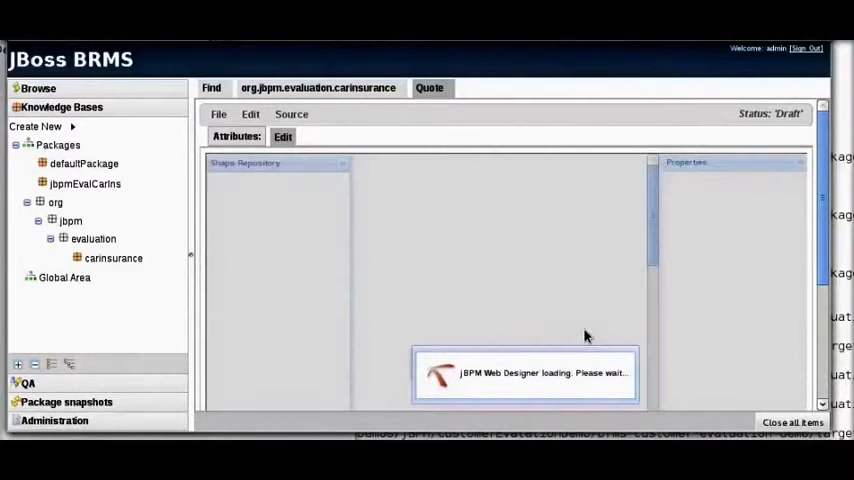 JBoss BRMS
Welcome: admin [Sign Out]
Browse
Knowledge Bases
Create New
Packages
defaultPackage
jbpmEvalCarIns
org
jbpm
evaluation
carinsurance
Global Area
QA
Package snapshots
Administration
Find
org.jbpm.evaluation.carinsurance
Quote
File
Edit
Source
Status: 'Draft'
Attributes:
Edit
Shape Repository
Properties
jBPM Web Designer loading. Please wait...
Close all items